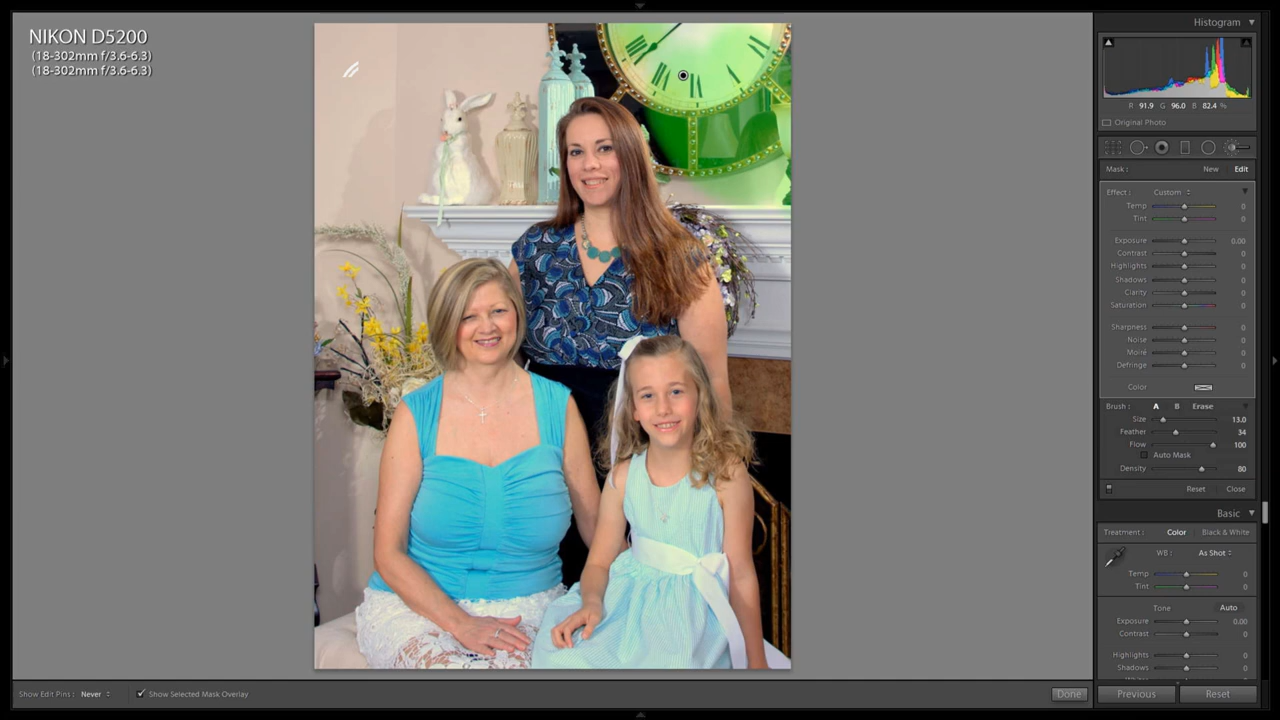 NIKON D5200
(18-302mm f/3.6-6.3)
(18-302mm f/3.6-6.3)
Histogram
R 91.9 G 96.0 B 82.4 %
Original Photo
Mask : New Edit
Effect : Custom
Temp 0
Tint 0
Exposure 0.00
Contrast 0
Highlights 0
Shadows 0
Clarity 0
Saturation 0
Sharpness 0
Noise 0
Moiré 0
Defringe 0
Color
Brush : A B Erase
Size 13.0
Feather 34
Flow 100
Auto Mask
Density 80
Reset Close
Basic
Treatment : Color Black & White
WB : As Shot
Temp 0
Tint 0
Tone Auto
Exposure 0.00
Contrast 0
Highlights 0
Shadows 0
Show Edit Pins : Never Show Selected Mask Overlay Done Previous Reset